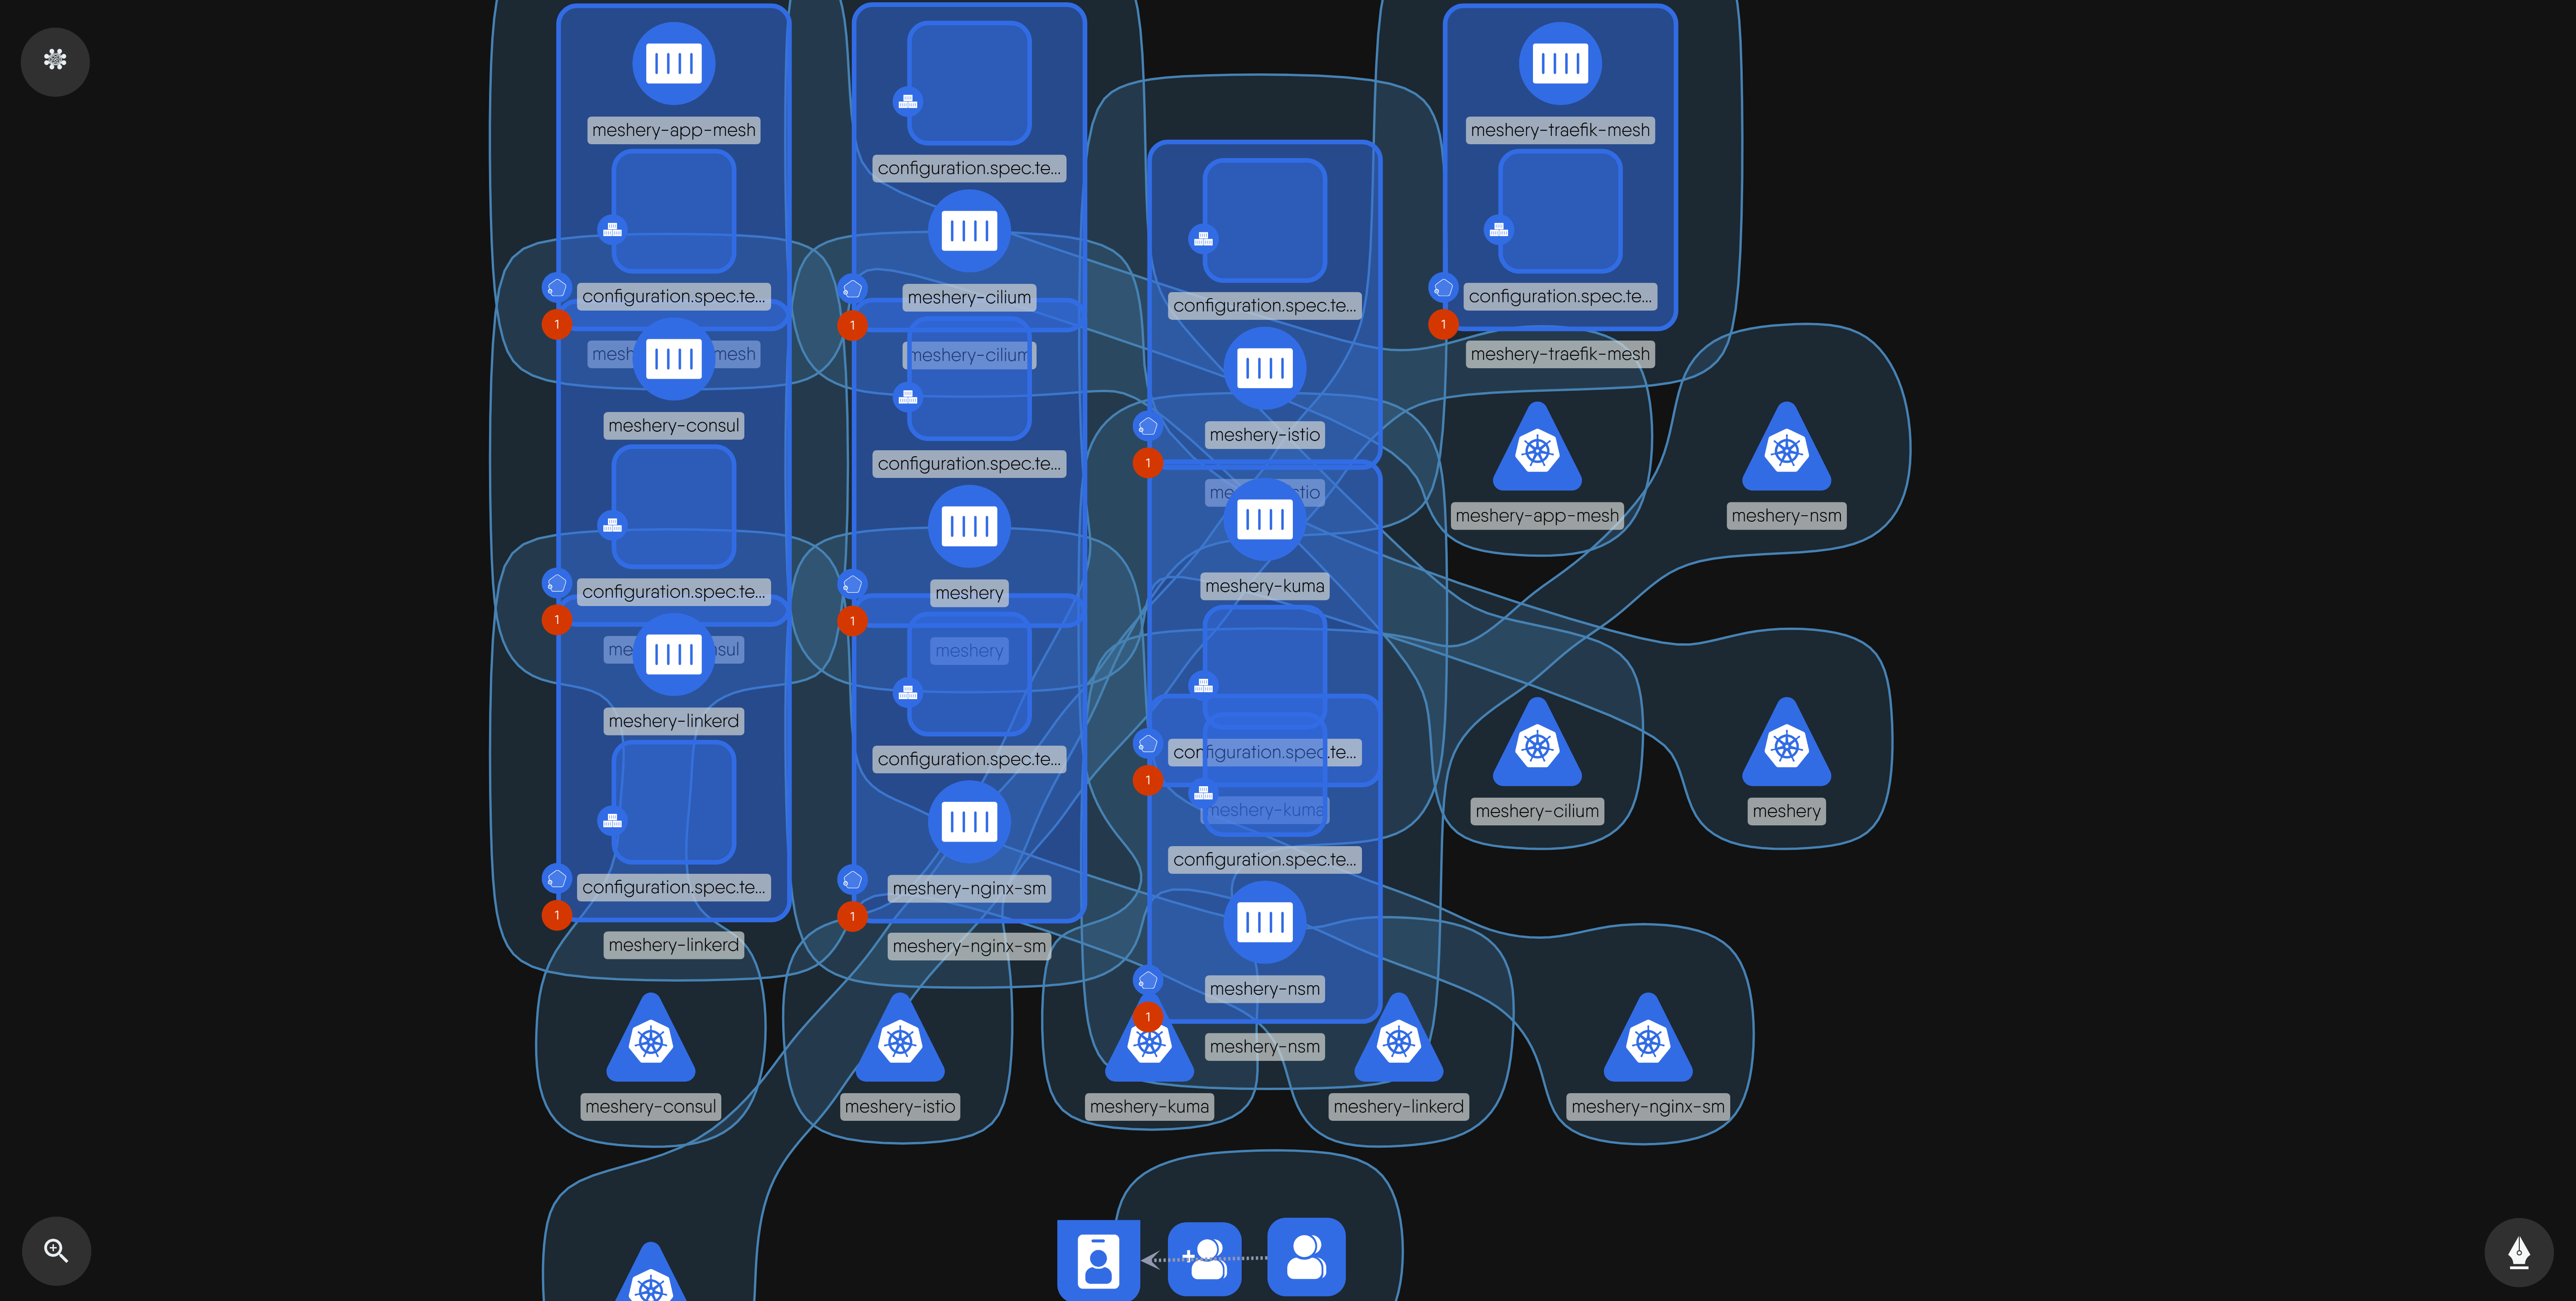 meshery-app-mesh
configuration.spec.te...
1
mesh mesh
meshery-consul
configuration.spec.te...
1
me sul
meshery-linkerd
configuration.spec.te...
1
meshery-linkerd
configuration.spec.te...
meshery-cilium
1
meshery-cilium
configuration.spec.te...
meshery
1
meshery
configuration.spec.te...
meshery-nginx-sm
1
meshery-nginx-sm
configuration.spec.te...
meshery-istio
1
me stio
meshery-kuma
configuration.spec.te...
1
meshery-kuma
configuration.spec.te...
meshery-nsm
1
meshery-nsm
meshery-traefik-mesh
configuration.spec.te...
1
meshery-traefik-mesh
meshery-app-mesh
meshery-nsm
meshery-cilium
meshery
meshery-consul
meshery-istio
meshery-kuma
meshery-linkerd
meshery-nginx-sm